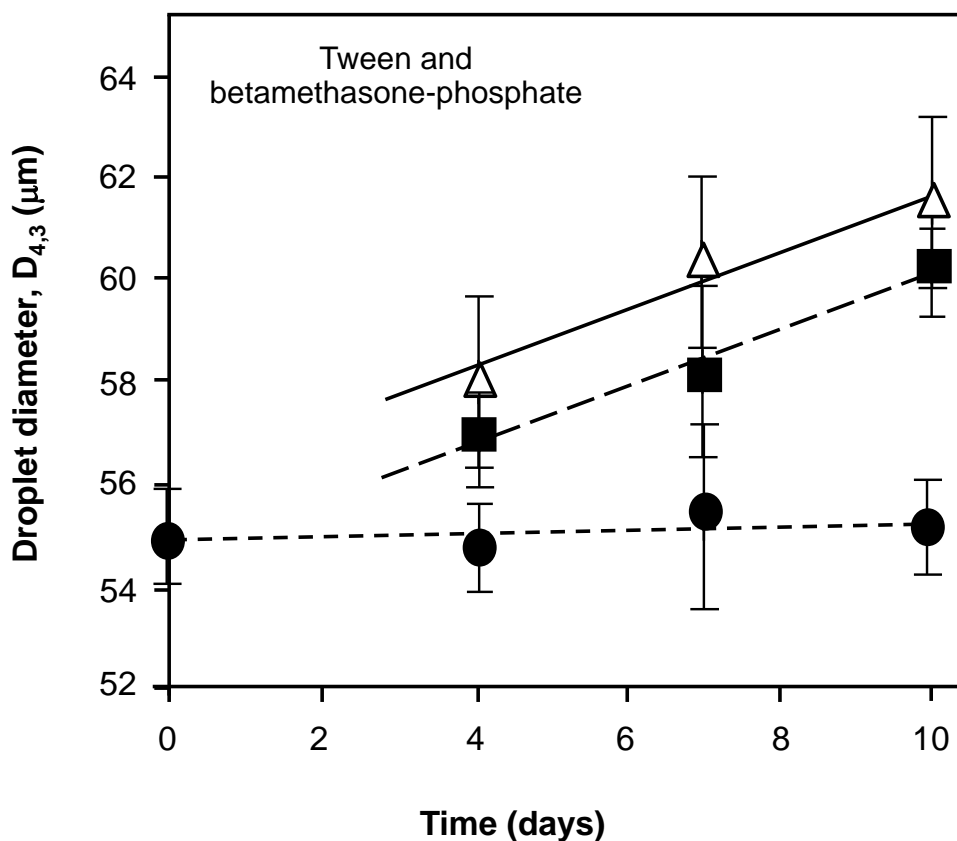 Tween and
betamethasone-phosphate
Droplet diameter, D4,3 (μm)
64
62
60
58
56
54
52
0 2 4 6 8 10
Time (days)